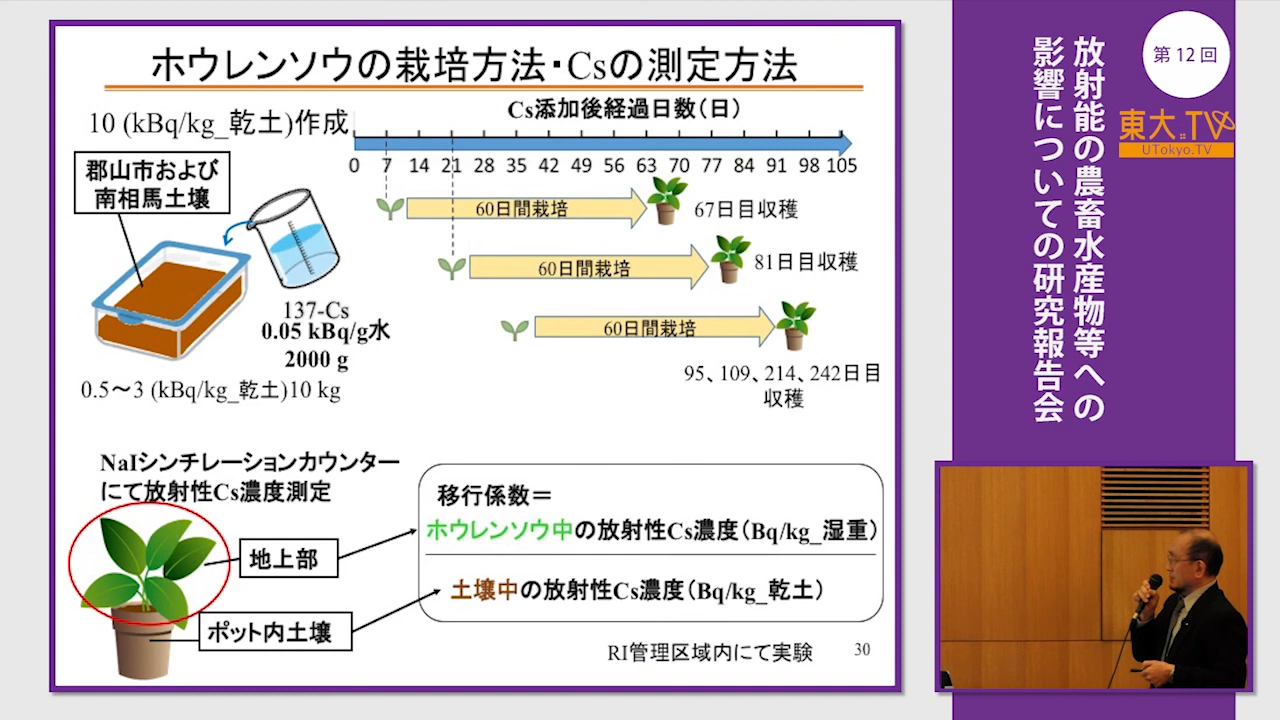 ホウレンソウの栽培方法・Csの測定方法
10 (kBq/kg_乾土)作成
Cs添加後経過日数(日)
0 7 14 21 28 35 42 49 56 63 70 77 84 91 98 105
郡山市および
南相馬土壌
60日間栽培
67日目収穫
60日間栽培
81日目収穫
60日間栽培
95、109、214、242日目
収穫
137-Cs
0.05 kBq/g水
2000 g
0.5〜3 (kBq/kg_乾土)10 kg
NaIシンチレーションカウンター
にて放射性Cs濃度測定
地上部
ポット内土壌
移行係数＝
ホウレンソウ中の放射性Cs濃度(Bq/kg_湿重)
土壌中の放射性Cs濃度(Bq/kg_乾土)
RI管理区域内にて実験
30
第12回
放射能の農畜水産物等への
影響についての研究報告会
東大.TV
UTokyo.TV